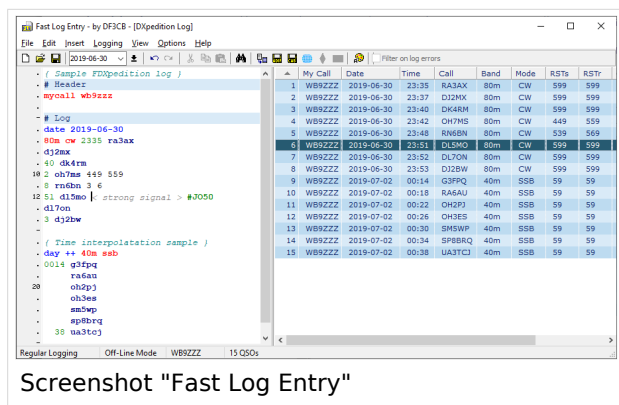 Fast Log Entry - by DF3CB - [DXpedition Log]
File Edit Insert Logging View Options Help
2019-06-30 Filter on log errors
{ Sample FDXpedition log }
# Header
mycall wb9zzz
# Log
date 2019-06-30
80m cw 2335 ra3ax
dj2mx
40 dk4rm
10 2 oh7ms 449 559
8 rn6bn 3 6
12 51 dl5mo < strong signal > #JO50
dl7on
3 dj2bw
{ Time interpolatation sample }
day ++ 40m ssb
0014 g3fpq
ra6au
20 oh2pj
oh3es
sm5wp
sp8brq
38 ua3tcj
My Call Date Time Call Band Mode RSTs RSTr
1 WB9ZZZ 2019-06-30 23:35 RA3AX 80m CW 599 599
2 WB9ZZZ 2019-06-30 23:37 DJ2MX 80m CW 599 599
3 WB9ZZZ 2019-06-30 23:40 DK4RM 80m CW 599 599
4 WB9ZZZ 2019-06-30 23:42 OH7MS 80m CW 449 559
5 WB9ZZZ 2019-06-30 23:48 RN6BN 80m CW 539 569
6 WB9ZZZ 2019-06-30 23:51 DL5MO 80m CW 599 599
7 WB9ZZZ 2019-06-30 23:52 DL7ON 80m CW 599 599
8 WB9ZZZ 2019-06-30 23:53 DJ2BW 80m CW 599 599
9 WB9ZZZ 2019-07-02 00:14 G3FPQ 40m SSB 59 59
10 WB9ZZZ 2019-07-02 00:18 RA6AU 40m SSB 59 59
11 WB9ZZZ 2019-07-02 00:22 OH2PJ 40m SSB 59 59
12 WB9ZZZ 2019-07-02 00:26 OH3ES 40m SSB 59 59
13 WB9ZZZ 2019-07-02 00:30 SM5WP 40m SSB 59 59
14 WB9ZZZ 2019-07-02 00:34 SP8BRQ 40m SSB 59 59
15 WB9ZZZ 2019-07-02 00:38 UA3TCJ 40m SSB 59 59
Regular Logging Off-Line Mode WB9ZZZ 15 QSOs
Screenshot "Fast Log Entry"